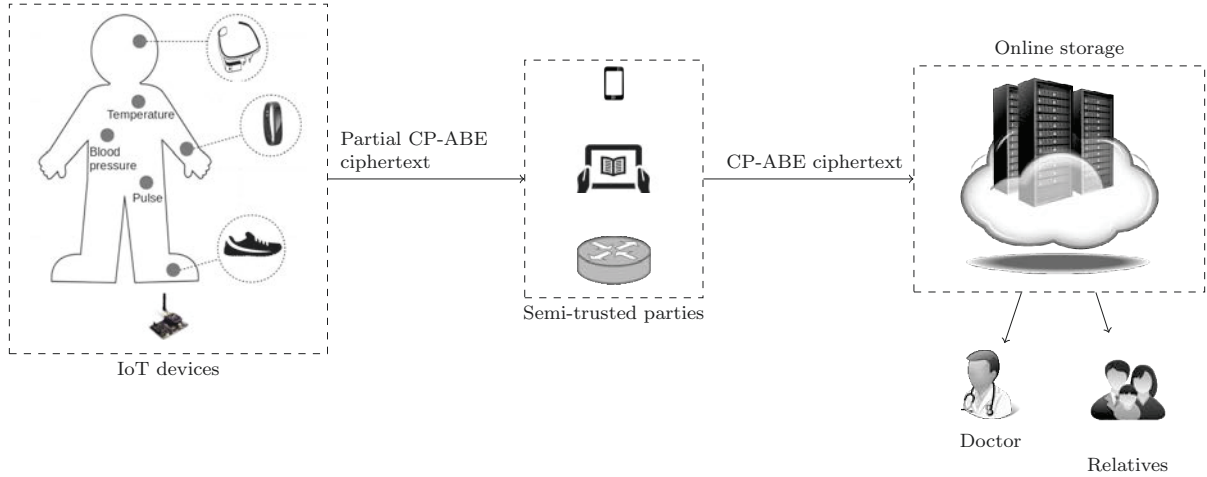 Temperature
Blood
pressure
Pulse
IoT devices
Partial CP-ABE
ciphertext
Semi-trusted parties
CP-ABE ciphertext
Online storage
Doctor
Relatives